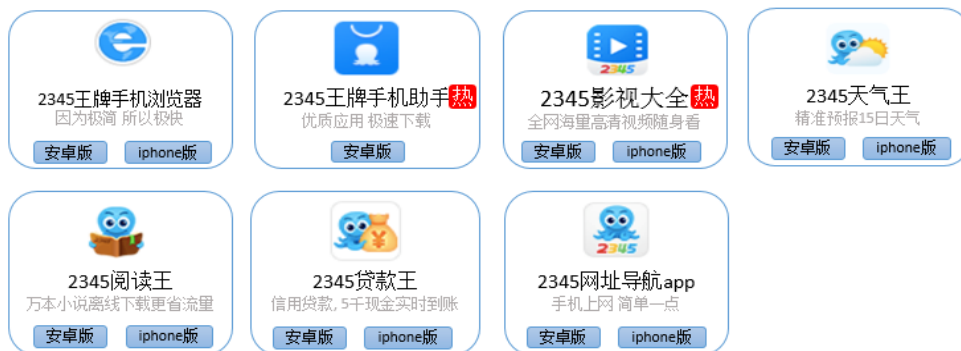 2345王牌手机浏览器
因为极简 所以极快
安卓版 iphone版
2345王牌手机助手热
优质应用 极速下载
安卓版
2345
2345影视大全热
全网海量高清视频随身看
安卓版 iphone版
2345天气王
精准预报15日天气
安卓版 iphone版
2345阅读王
万本小说离线下载更省流量
安卓版 iphone版
¥
2345贷款王
信用贷款, 5千现金实时到账
安卓版 iphone版
2345
2345网址导航app
手机上网 简单一点
安卓版 iphone版